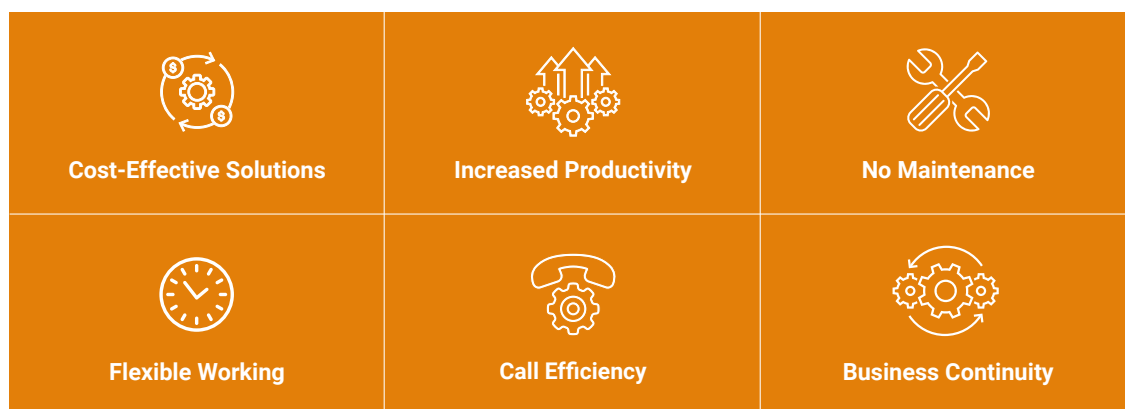 Cost-Effective Solutions
Increased Productivity
No Maintenance
Flexible Working
Call Efficiency
Business Continuity